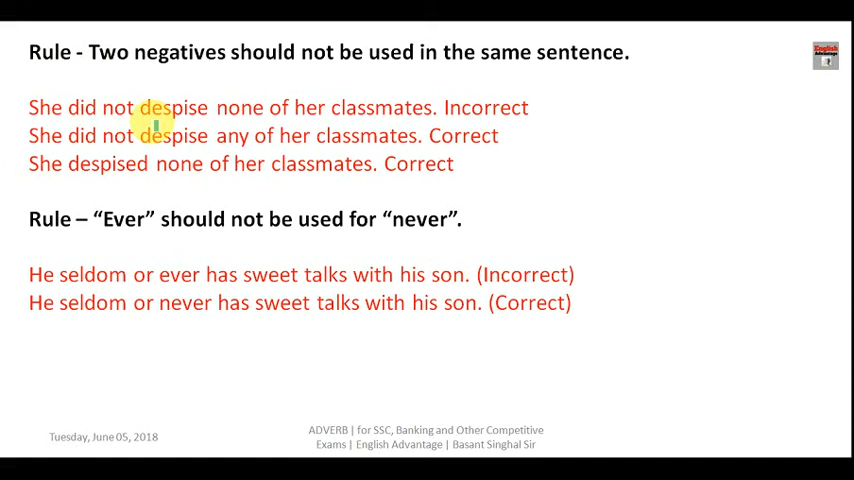 Rule - Two negatives should not be used in the same sentence.
English
Advantage
She did not despise none of her classmates. Incorrect
She did not despise any of her classmates. Correct
She despised none of her classmates. Correct
Rule – “Ever” should not be used for “never”.
He seldom or ever has sweet talks with his son. (Incorrect)
He seldom or never has sweet talks with his son. (Correct)
Tuesday, June 05, 2018
ADVERB | for SSC, Banking and Other Competitive
Exams | English Advantage | Basant Singhal Sir